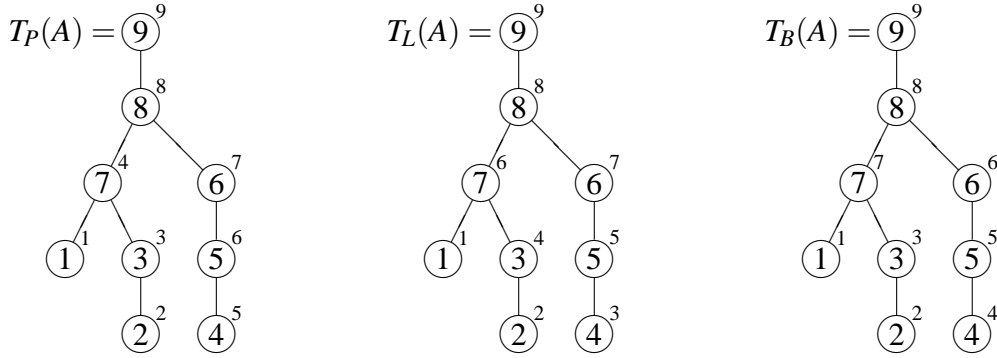 T_P(A) = 9 9 T_L(A) = 9 9 T_B(A) = 9 9
8 8 8 8 8 8
7 4 6 7 7 6 6 7 7 7 6 6
1 1 3 3 5 6 1 1 3 4 5 5 1 1 3 3 5 5
2 2 4 5 2 2 4 3 2 2 4 4